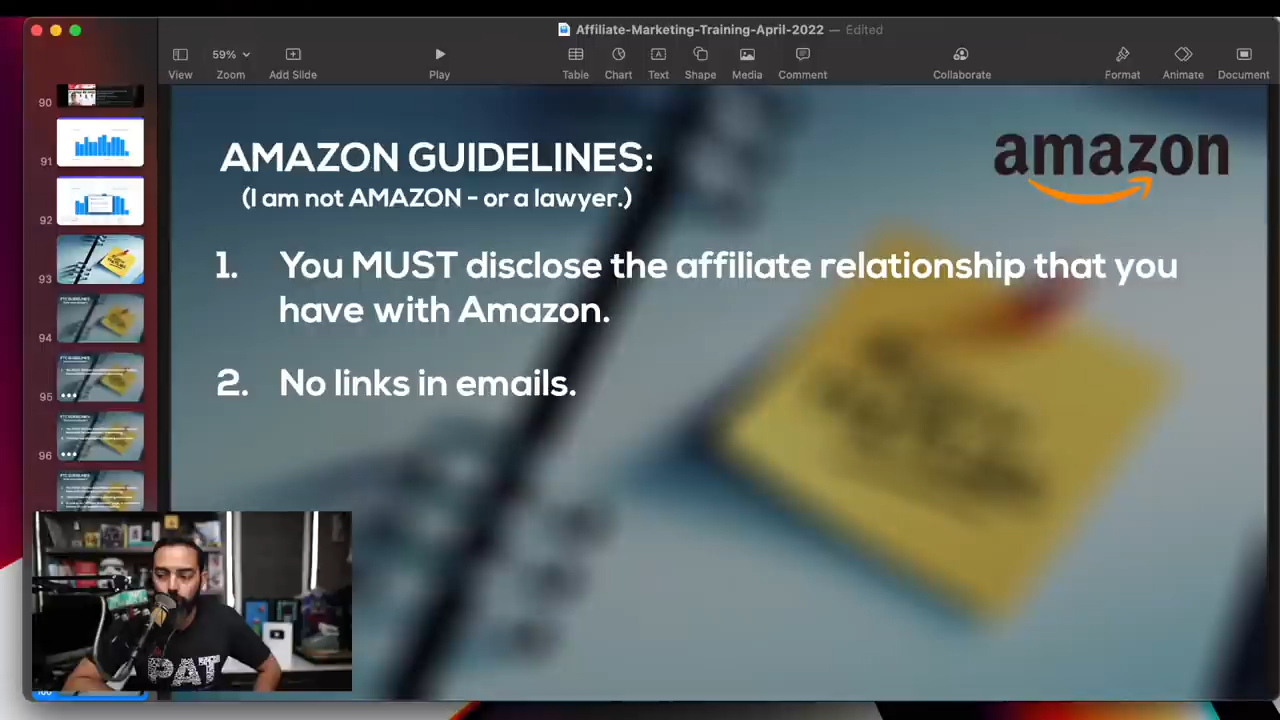 Affiliate-Marketing-Training-April-2022 — Edited
59%
View
Zoom
Add Slide
Play
Table
Chart
Text
Shape
Media
Comment
Collaborate
Format
Animate
Document
90
91
92
93
94
95
96
AMAZON GUIDELINES:
(I am not AMAZON - or a lawyer.)
amazon
1. You MUST disclose the affiliate relationship that you
have with Amazon.
2. No links in emails.
PAT